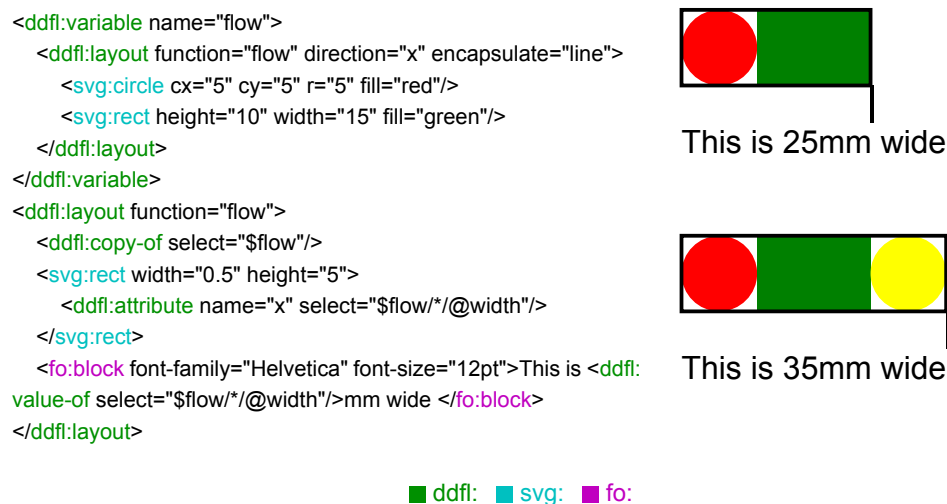 <ddfl:variable name="flow">
<ddfl:layout function="flow" direction="x" encapsulate="line">
<svg:circle cx="5" cy="5" r="5" fill="red"/>
<svg:rect height="10" width="15" fill="green"/>
</ddfl:layout>
</ddfl:variable>
<ddfl:layout function="flow">
<ddfl:copy-of select="$flow"/>
<svg:rect width="0.5" height="5">
<ddfl:attribute name="x" select="$flow/*/@width"/>
</svg:rect>
<fo:block font-family="Helvetica" font-size="12pt">This is <ddfl:
value-of select="$flow/*/@width"/>mm wide </fo:block>
</ddfl:layout>
This is 25mm wide
This is 35mm wide
ddfl: svg: fo: